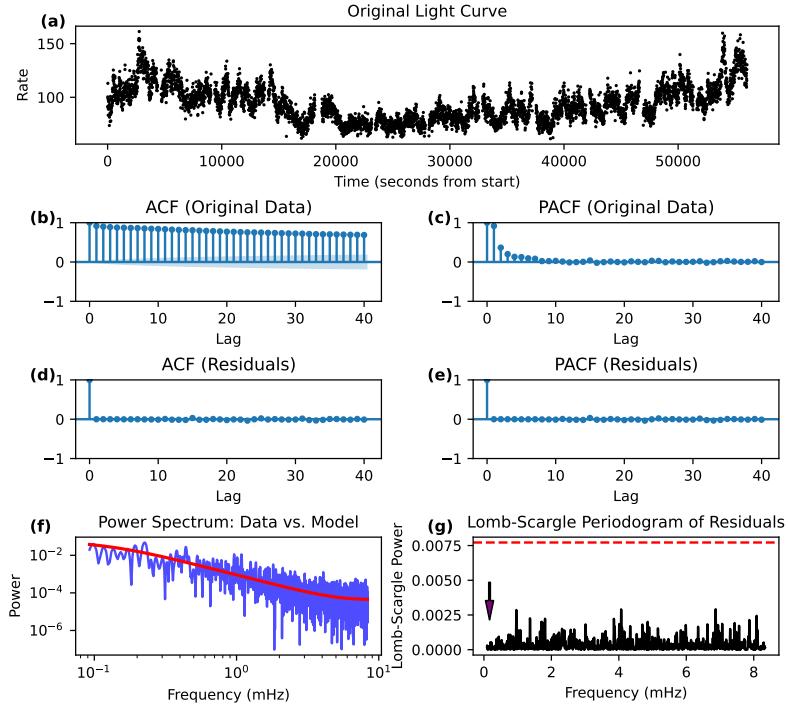 (a)
Original Light Curve
150
100
Rate
0
10000
20000
30000
40000
50000
Time (seconds from start)
(b)
ACF (Original Data)
1
0
−1
0
10
20
30
40
Lag
(c)
PACF (Original Data)
1
0
−1
0
10
20
30
40
Lag
(d)
ACF (Residuals)
1
0
−1
0
10
20
30
40
Lag
(e)
PACF (Residuals)
1
0
−1
0
10
20
30
40
Lag
(f)
Power Spectrum: Data vs. Model
10⁻²
10⁻⁴
10⁻⁶
Power
10⁻¹
10⁰
10¹
Frequency (mHz)
(g)
Lomb-Scargle Periodogram of Residuals
0.0075
0.0050
0.0025
0.0000
Lomb-Scargle Power
0
2
4
6
8
Frequency (mHz)